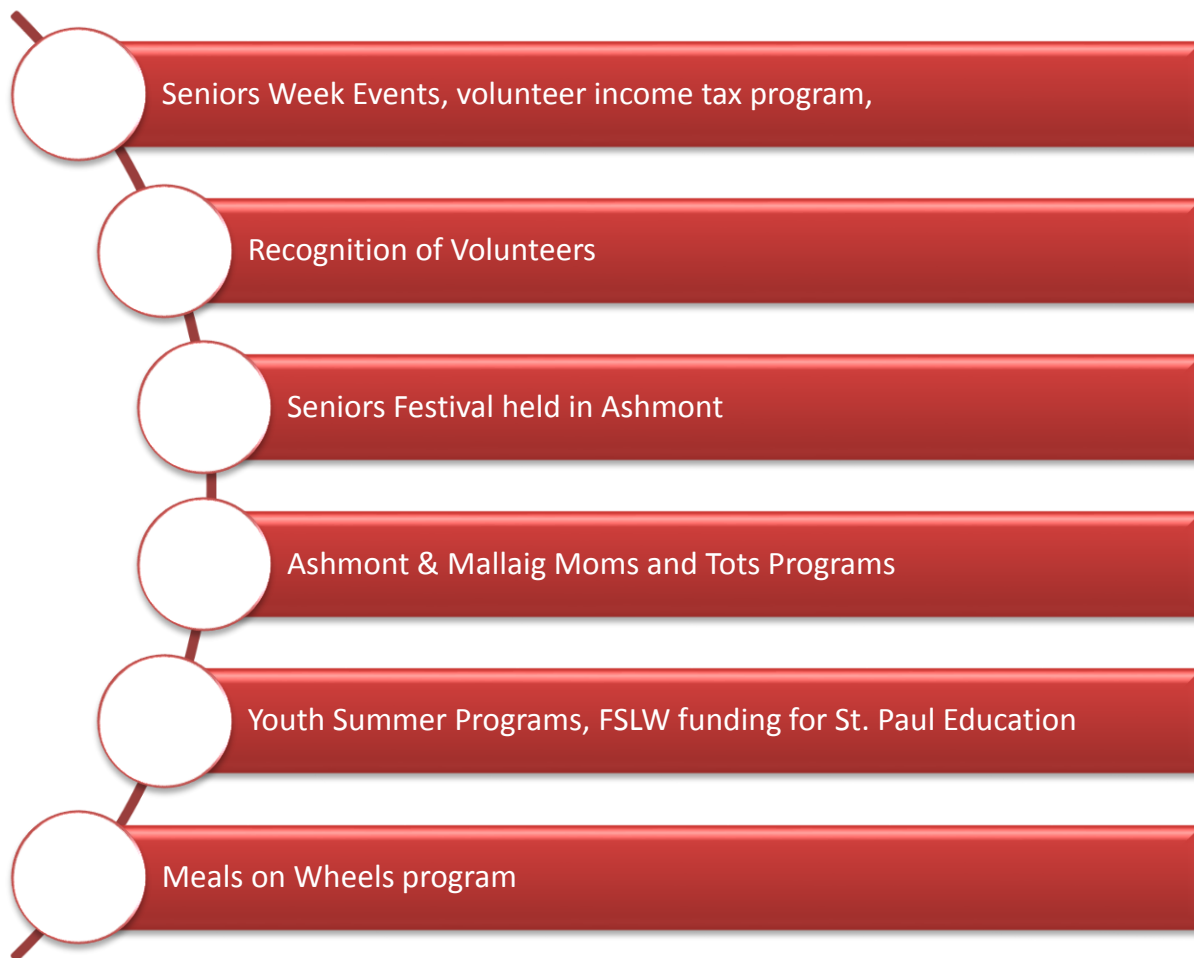 Seniors Week Events, volunteer income tax program,
Recognition of Volunteers
Seniors Festival held in Ashmont
Ashmont & Mallaig Moms and Tots Programs
Youth Summer Programs, FSLW funding for St. Paul Education
Meals on Wheels program